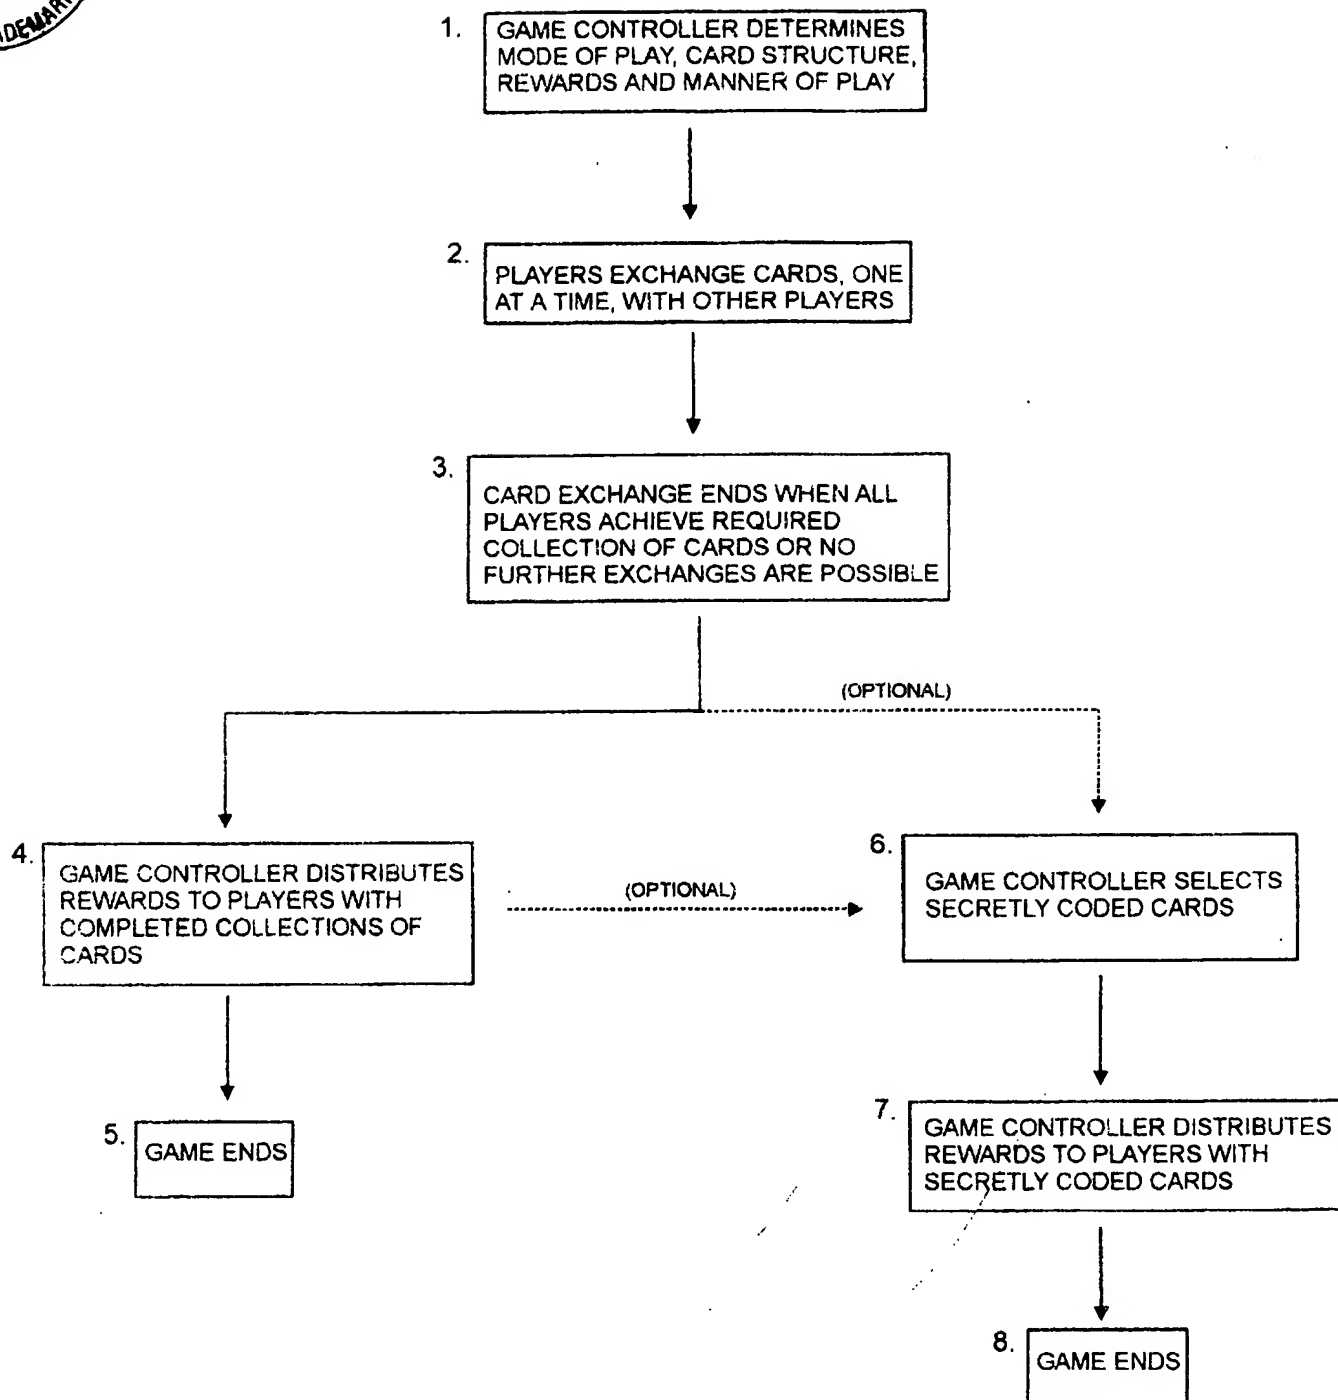 1.
GAME CONTROLLER DETERMINES
MODE OF PLAY, CARD STRUCTURE,
REWARDS AND MANNER OF PLAY
2.
PLAYERS EXCHANGE CARDS, ONE
AT A TIME, WITH OTHER PLAYERS
3.
CARD EXCHANGE ENDS WHEN ALL
PLAYERS ACHIEVE REQUIRED
COLLECTION OF CARDS OR NO
FURTHER EXCHANGES ARE POSSIBLE
(OPTIONAL)
4.
GAME CONTROLLER DISTRIBUTES
REWARDS TO PLAYERS WITH
COMPLETED COLLECTIONS OF
CARDS
(OPTIONAL)
6.
GAME CONTROLLER SELECTS
SECRETLY CODED CARDS
5.
GAME ENDS
7.
GAME CONTROLLER DISTRIBUTES
REWARDS TO PLAYERS WITH
SECRETLY CODED CARDS
8.
GAME ENDS